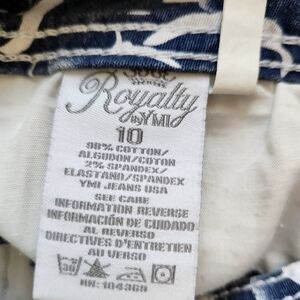 Royalty
BY YMI
10
98% COTTON/
ALGODON/COTON
2% SPANDEX/
ELASTANO/SPANDEX
YMI JEANS USA
SEE CARE
INFORMATION REVERSE
INFORMACIÓN DE CUIDADO
AL REVERSO
DIRECTIVES D'ENTRETIEN
AU VERSO
30
RN: 104369